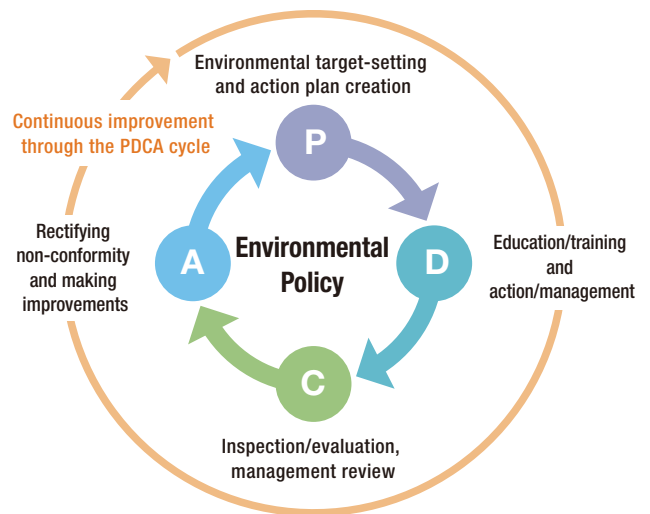 Environmental target-setting
and action plan creation
Continuous improvement
through the PDCA cycle
P
Rectifying
non-conformity
and making
improvements
A
Environmental
Policy
D
Education/training
and
action/management
C
Inspection/evaluation,
management review